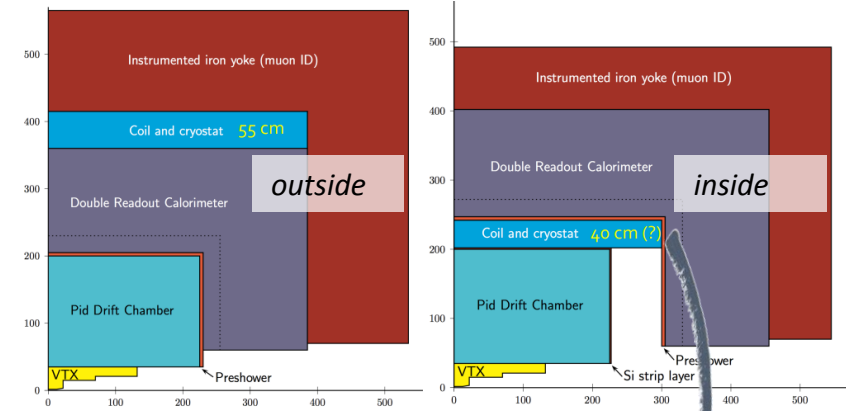 Instrumented iron yoke (muon ID)
Coil and cryostat 55 cm
outside
Double Readout Calorimeter
Pid Drift Chamber
VTX
Preshower
0
100
200
300
400
500
0
100
200
300
400
500
Instrumented iron yoke (muon ID)
Double Readout Calorimeter
inside
Coil and cryostat 40 cm (?)
Pid Drift Chamber
VTX
Preshower
Si strip layer
0
100
200
300
400
500
0
100
200
300
400
500